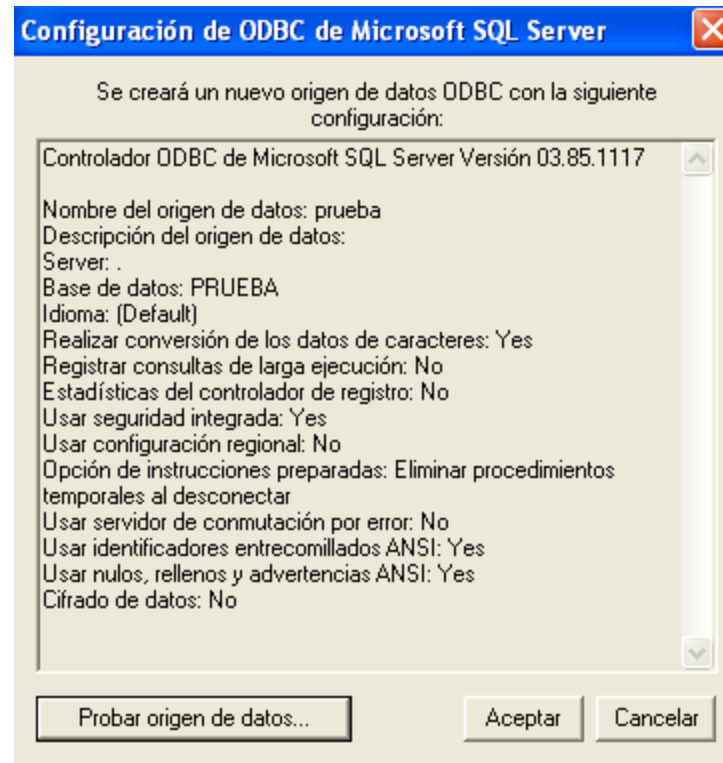 Configuración de ODBC de Microsoft SQL Server
Se creará un nuevo origen de datos ODBC con la siguiente
configuración:
Controlador ODBC de Microsoft SQL Server Versión 03.85.1117
Nombre del origen de datos: prueba
Descripción del origen de datos:
Server: .
Base de datos: PRUEBA
Idioma: (Default)
Realizar conversión de los datos de caracteres: Yes
Registrar consultas de larga ejecución: No
Estadísticas del controlador de registro: No
Usar seguridad integrada: Yes
Usar configuración regional: No
Opción de instrucciones preparadas: Eliminar procedimientos
temporales al desconectar
Usar servidor de conmutación por error: No
Usar identificadores entrecomillados ANSI: Yes
Usar nulos, rellenos y advertencias ANSI: Yes
Cifrado de datos: No
Probar origen de datos... Aceptar Cancelar